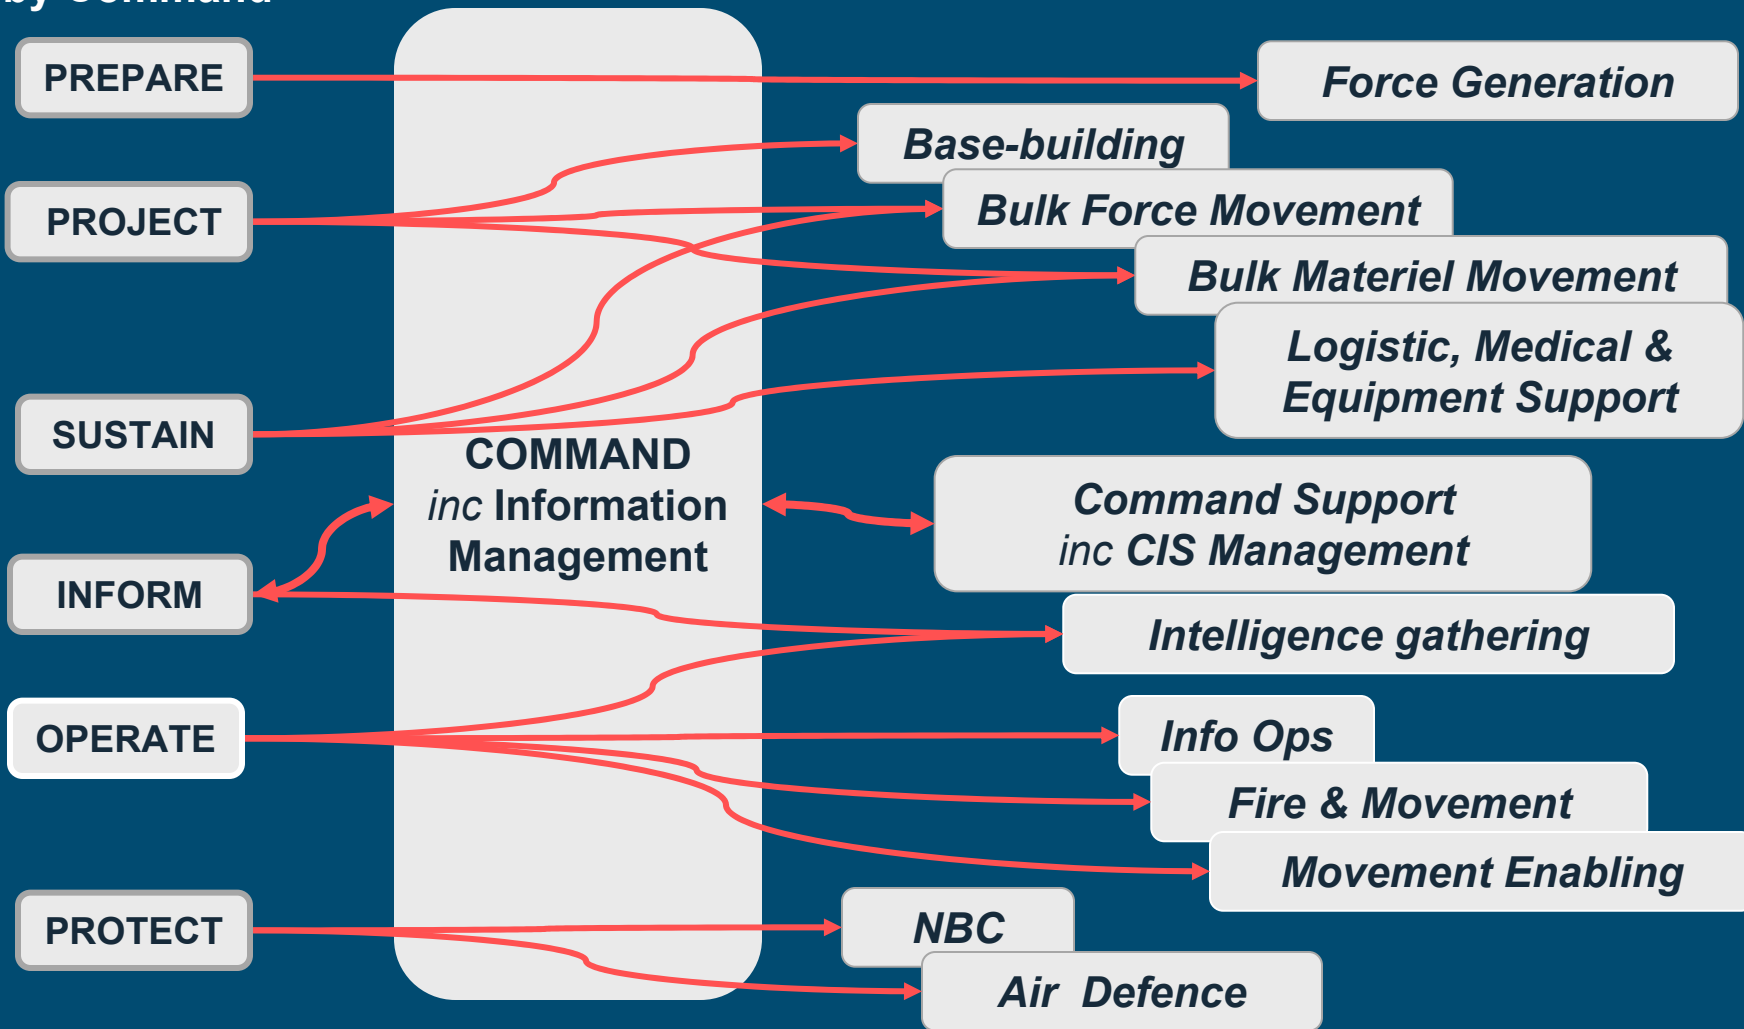 by Command
PREPARE
PROJECT
SUSTAIN
INFORM
OPERATE
PROTECT
COMMAND
inc Information
Management
Force Generation
Base-building
Bulk Force Movement
Bulk Materiel Movement
Logistic, Medical &
Equipment Support
Command Support
inc CIS Management
Intelligence gathering
Info Ops
Fire & Movement
Movement Enabling
NBC
Air Defence